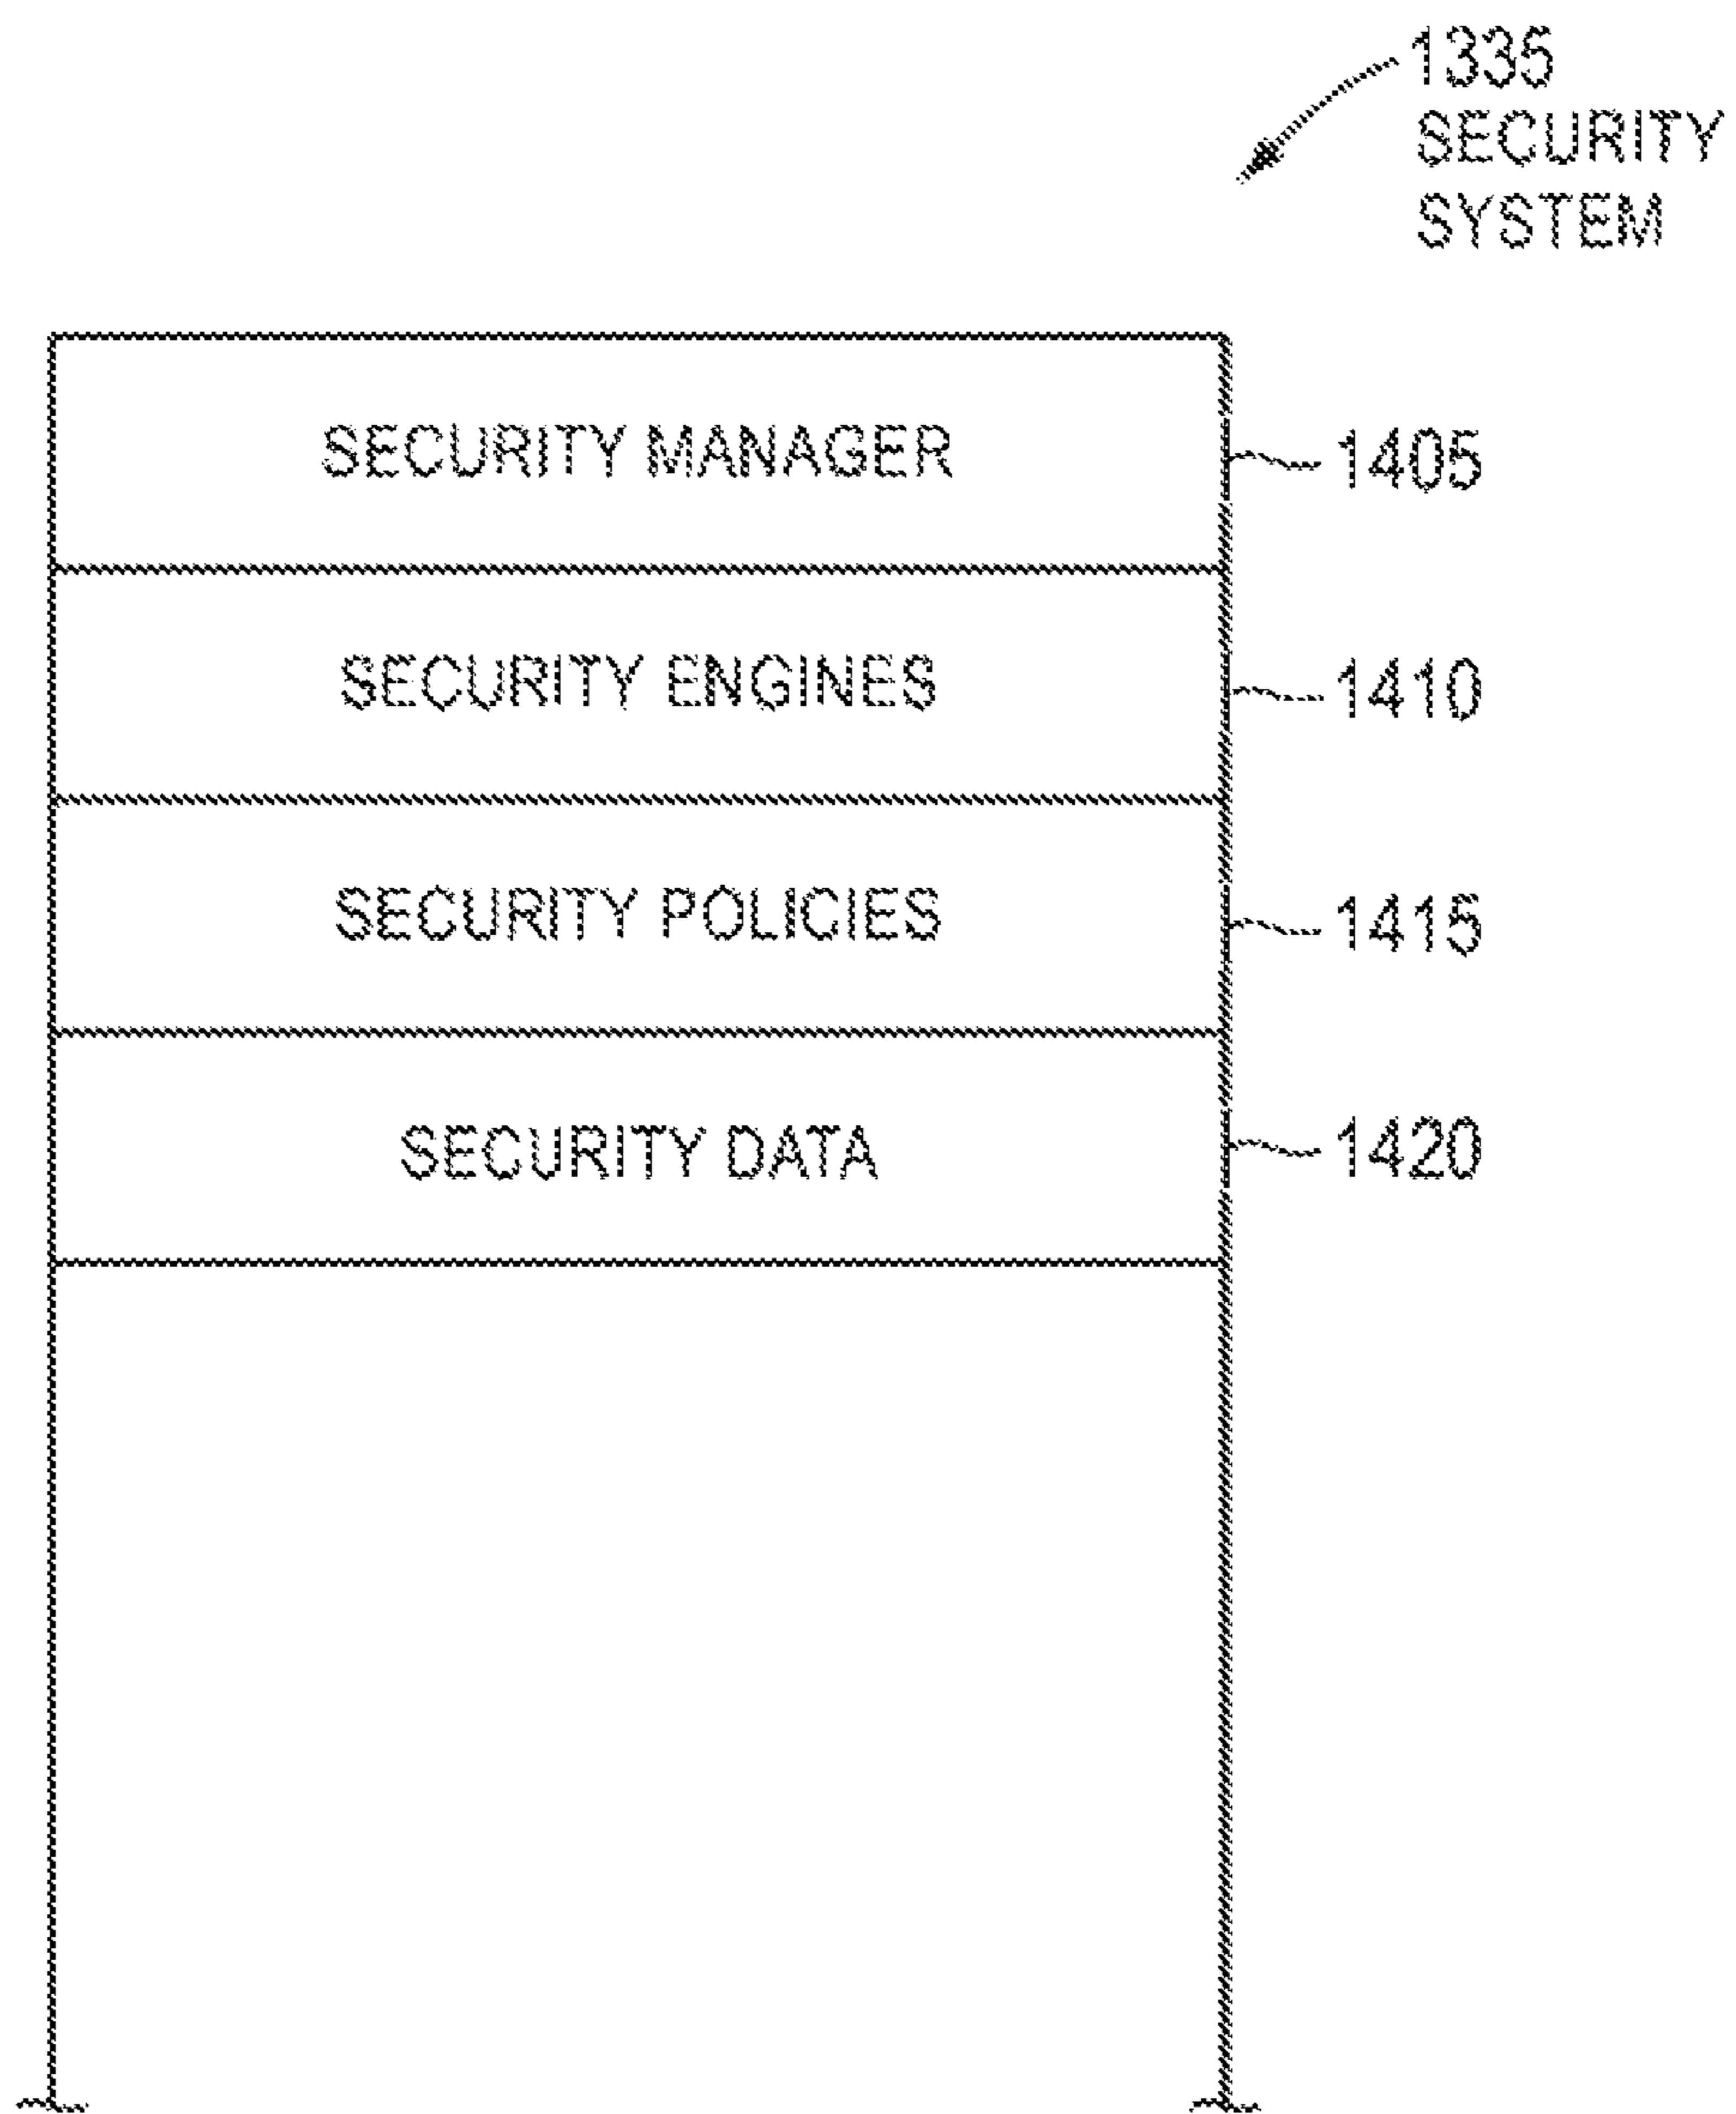 1335
SECURITY
SYSTEM
SECURITY MANAGER 1405
SECURITY ENGINES 1410
SECURITY POLICIES 1415
SECURITY DATA 1420